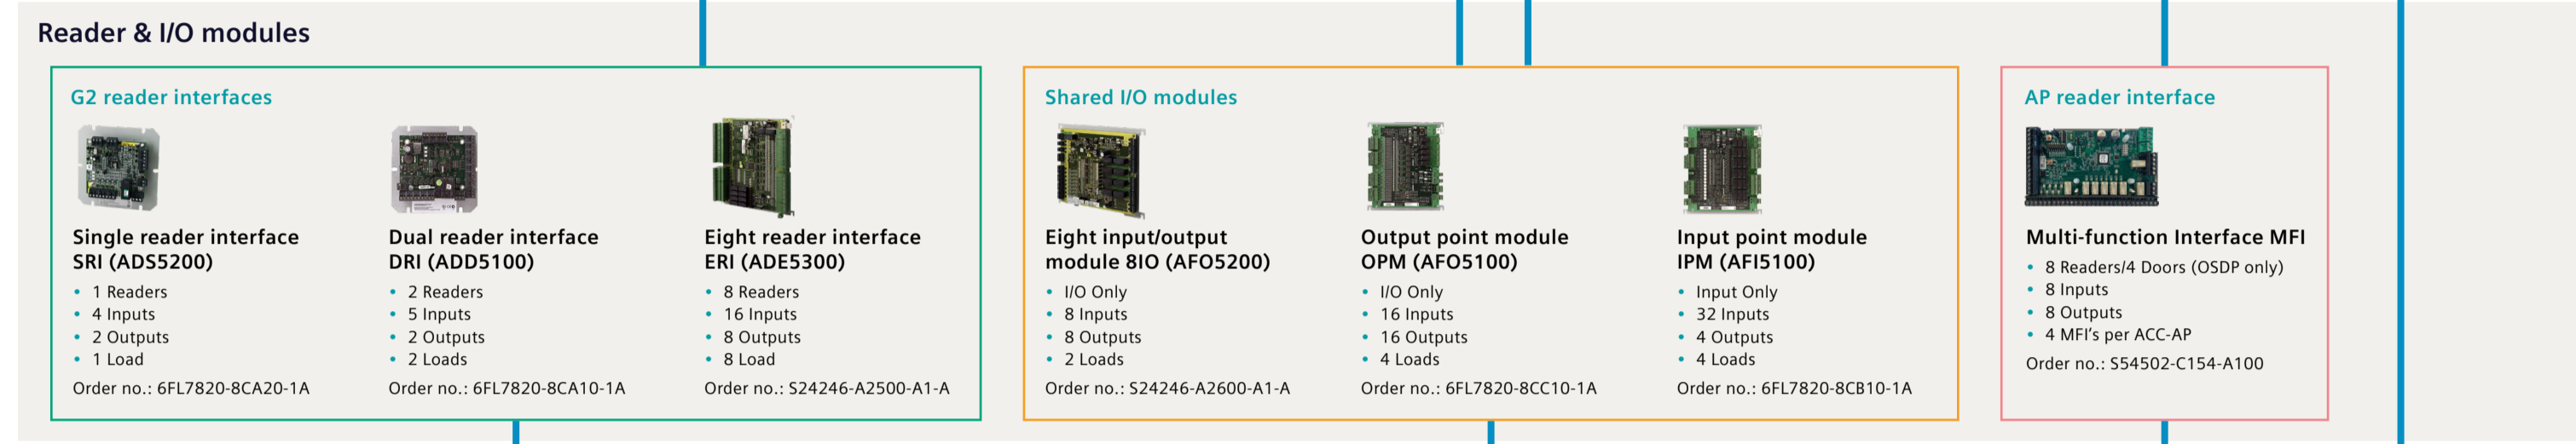 Reader & I/O modules
G2 reader interfaces
Single reader interface
SRI (ADS5200)
• 1 Readers
• 4 Inputs
• 2 Outputs
• 1 Load
Order no.: 6FL7820-8CA20-1A
Dual reader interface
DRI (ADD5100)
• 2 Readers
• 5 Inputs
• 2 Outputs
• 2 Loads
Order no.: 6FL7820-8CA10-1A
Eight reader interface
ERI (ADE5300)
• 8 Readers
• 16 Inputs
• 8 Outputs
• 8 Load
Order no.: S24246-A2500-A1-A
Shared I/O modules
Eight input/output
module 8IO (AFO5200)
• I/O Only
• 8 Inputs
• 8 Outputs
• 2 Loads
Order no.: S24246-A2600-A1-A
Output point module
OPM (AFO5100)
• I/O Only
• 16 Inputs
• 16 Outputs
• 4 Loads
Order no.: 6FL7820-8CC10-1A
Input point module
IPM (AFI5100)
• Input Only
• 32 Inputs
• 4 Outputs
• 4 Loads
Order no.: 6FL7820-8CB10-1A
AP reader interface
Multi-function Interface MFI
• 8 Readers/4 Doors (OSDP only)
• 8 Inputs
• 8 Outputs
• 4 MFI’s per ACC-AP
Order no.: S54502-C154-A100